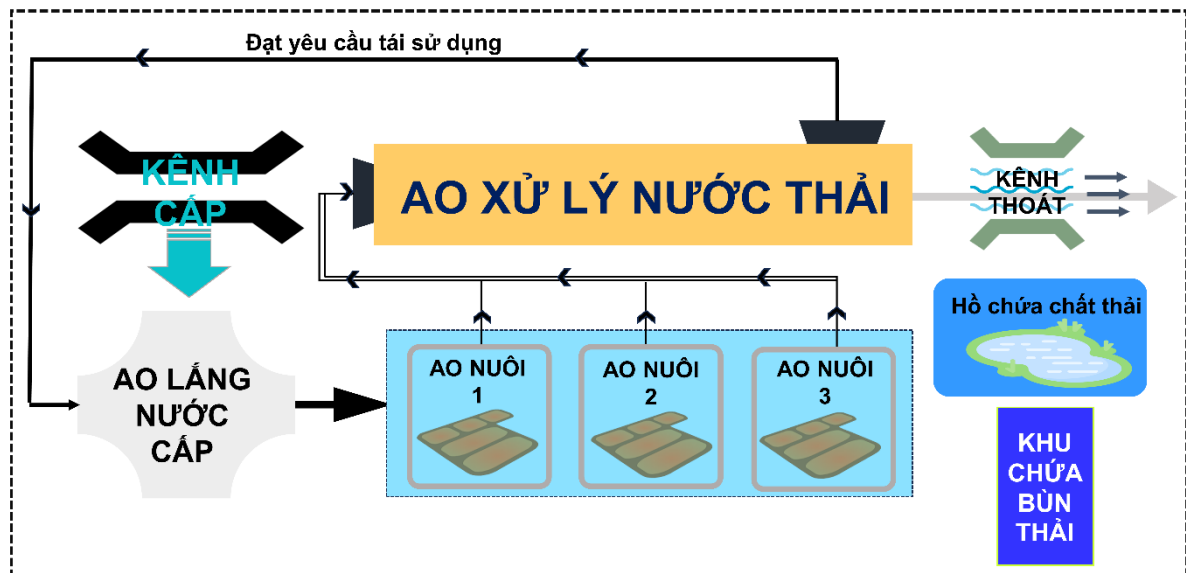 Đạt yêu cầu tái sử dụng
KÊNH
CẤP
AO XỬ LÝ NƯỚC THẢI
KÊNH
THOÁT
Hồ chứa chất thải
AO LẮNG
NƯỚC
CẤP
AO NUÔI
1
AO NUÔI
2
AO NUÔI
3
KHU
CHỨA
BÙN
THẢI